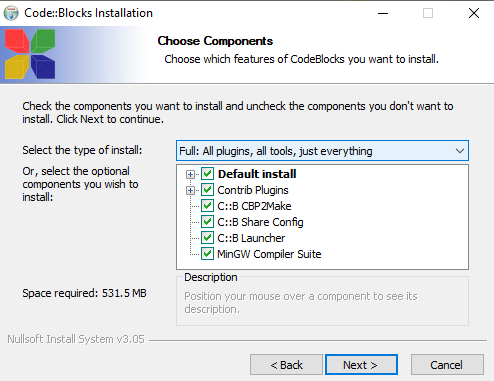 Code::Blocks Installation
Choose Components
Choose which features of CodeBlocks you want to install.
Check the components you want to install and uncheck the components you don't want to
install. Click Next to continue.
Select the type of install:
Full: All plugins, all tools, just everything
Or, select the optional
components you wish to
install:
Default install
Contrib Plugins
C::B CBP2Make
C::B Share Config
C::B Launcher
MinGW Compiler Suite
Space required: 531.5 MB
Description
Position your mouse over a component to see its
description.
Nullsoft Install System v3.05
< Back
Next >
Cancel